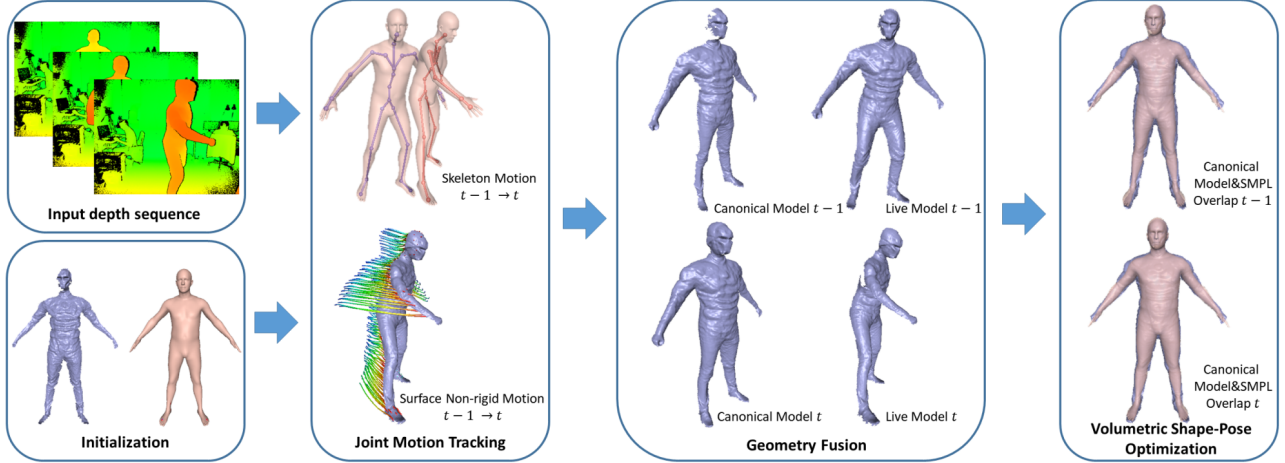 Input depth sequence
Initialization
Skeleton Motion
t − 1 → t
Surface Non-rigid Motion
t − 1 → t
Joint Motion Tracking
Canonical Model t − 1
Live Model t − 1
Canonical Model t
Live Model t
Geometry Fusion
Canonical
Model&SMPL
Overlap t − 1
Canonical
Model&SMPL
Overlap t
Volumetric Shape-Pose
Optimization